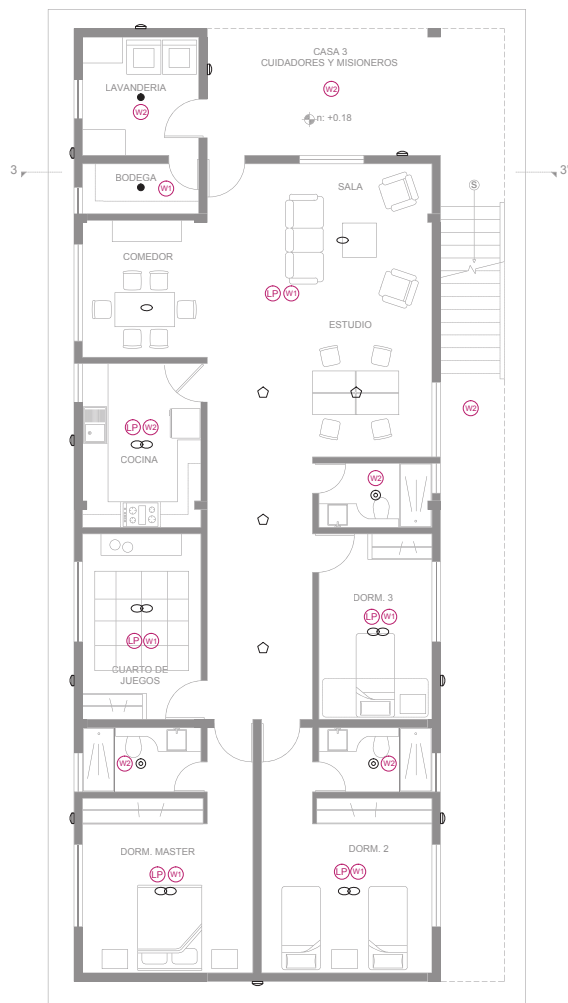 CASA 3
CUIDADORES Y MISIONEROS
W2
n: +0.18
LAVANDERIA
W2
3
3'
BODEGA
W1
SALA
S
COMEDOR
LP W1
ESTUDIO
W2
LP W2
COCINA
W2
DORM. 3
LP W1
LP W1
CUARTO DE
JUEGOS
W2
W2
DORM. MASTER
LP W1
DORM. 2
LP W1